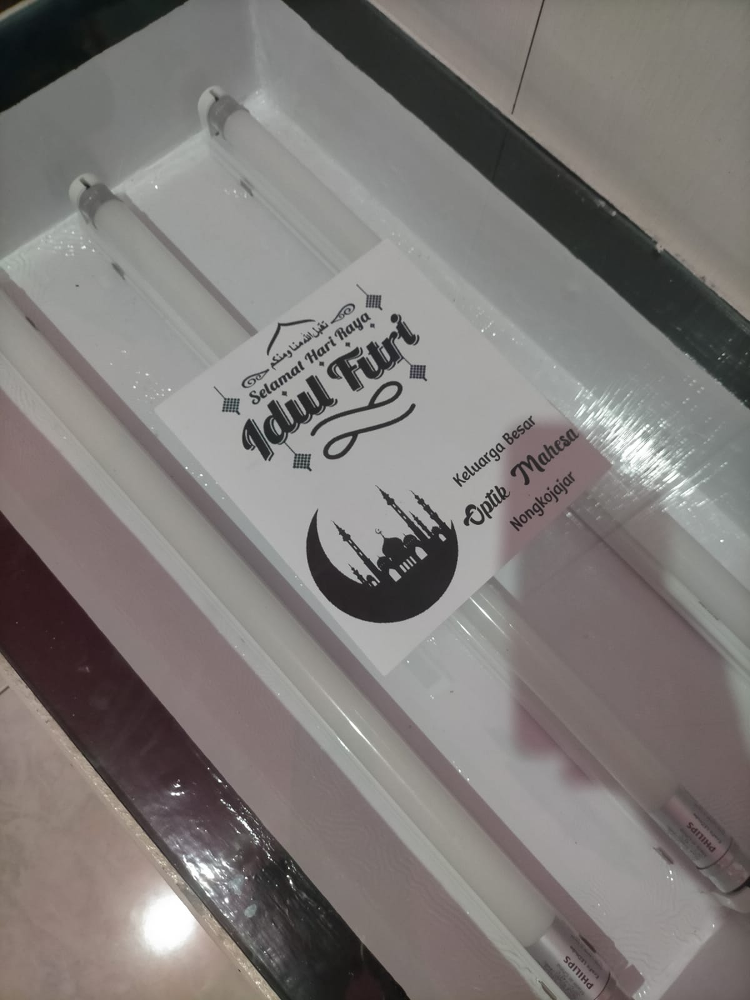 تقبل الله منا ومنكم
Selamat Hari Raya
Idul Fitri
Keluarga Besar
Optik Mahesa
Nongkojajar
PHILIPS
PHILIPS